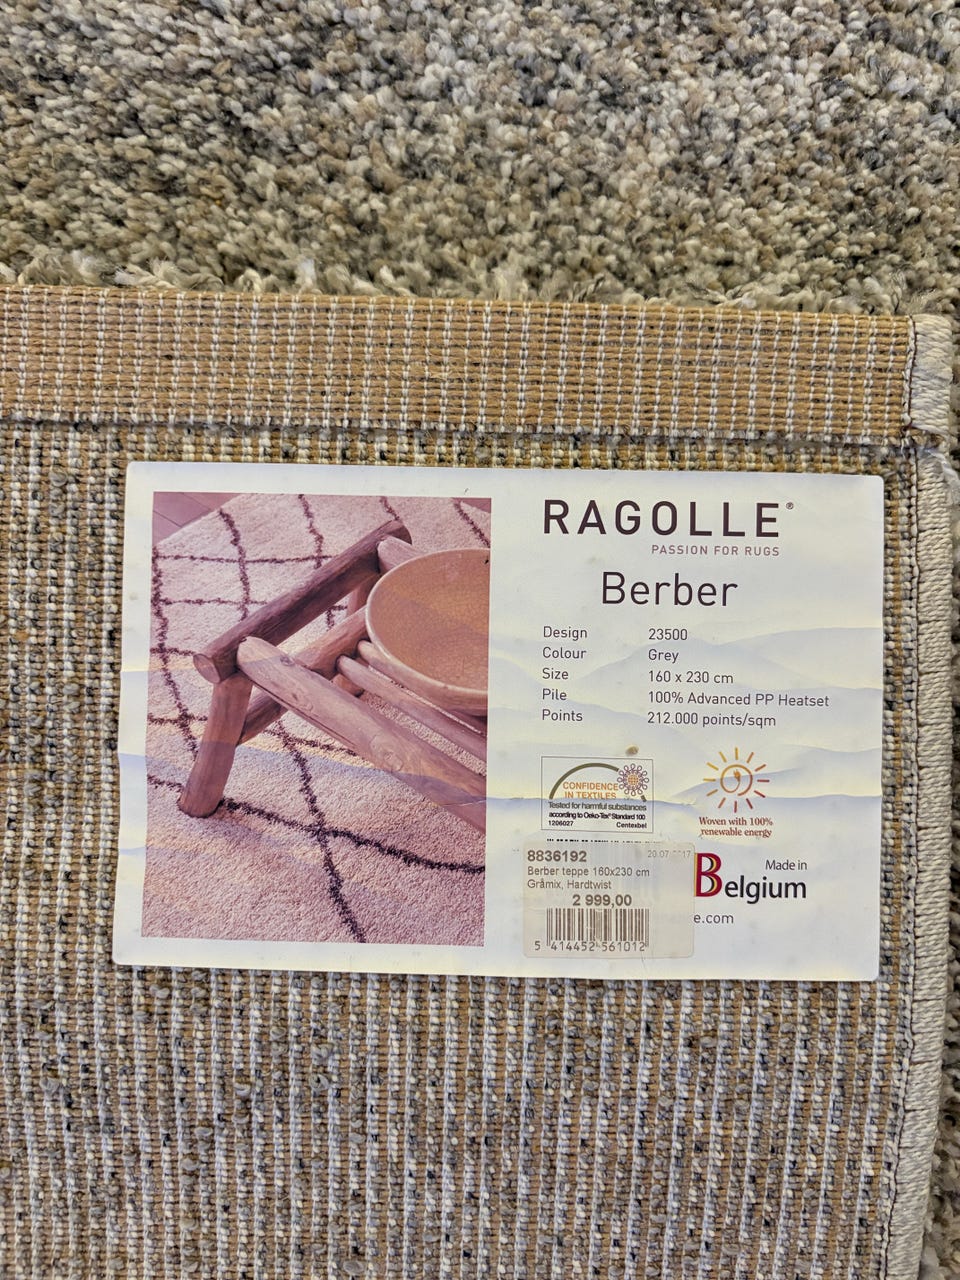 RAGOLLE®
PASSION FOR RUGS
Berber
Design 23500
Colour Grey
Size 160 x 230 cm
Pile 100% Advanced PP Heatset
Points 212.000 points/sqm
CONFIDENCE
IN TEXTILES
Tested for harmful substances
according to Oeko-Tex® Standard 100
1206027 Centexbel
Woven with 100%
renewable energy
8836192 20.07.2017
Berber teppe 160x230 cm
Gråmix, Hardtwist
2 999,00
5 414452 561012
Made in
Belgium
e.com